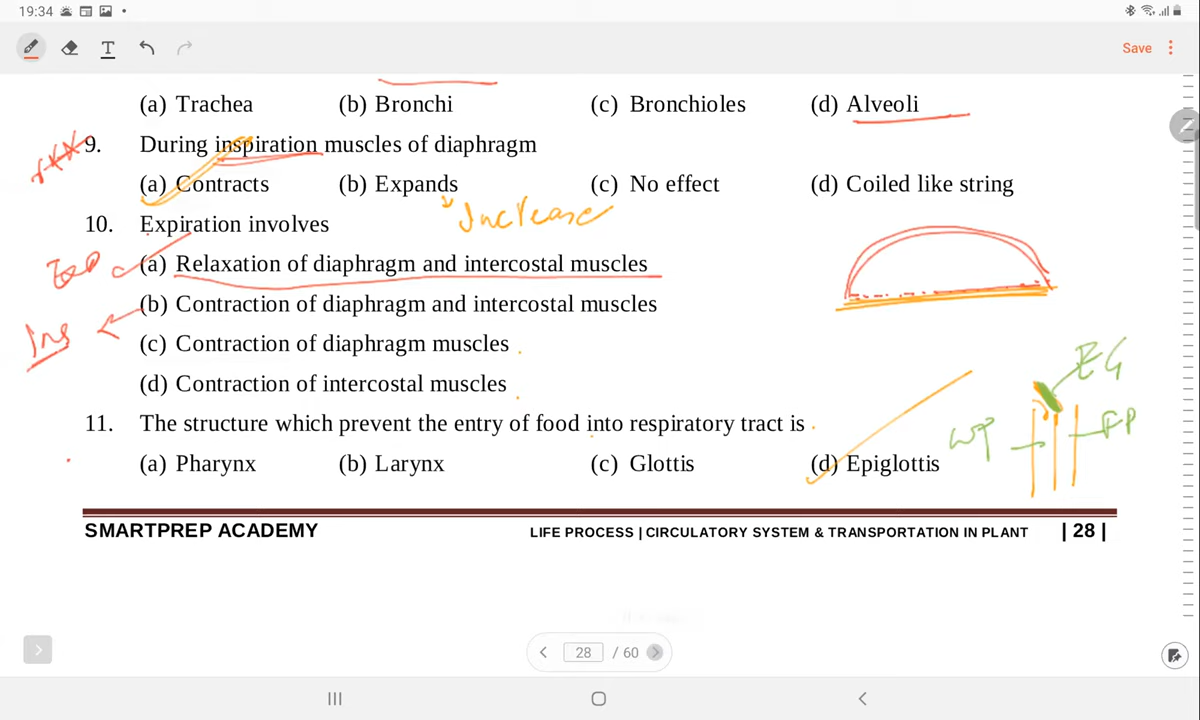 19:34
T
Save
(a) Trachea (b) Bronchi (c) Bronchioles (d) Alveoli
9. During inspiration muscles of diaphragm
(a) Contracts (b) Expands (c) No effect (d) Coiled like string
Increase
10. Expiration involves
Exp (a) Relaxation of diaphragm and intercostal muscles
(b) Contraction of diaphragm and intercostal muscles
Ins
(c) Contraction of diaphragm muscles
EG
(d) Contraction of intercostal muscles
11. The structure which prevent the entry of food into respiratory tract is
WP FP
(a) Pharynx (b) Larynx (c) Glottis (d) Epiglottis
SMARTPREP ACADEMY LIFE PROCESS | CIRCULATORY SYSTEM & TRANSPORTATION IN PLANT | 28 |
28 / 60